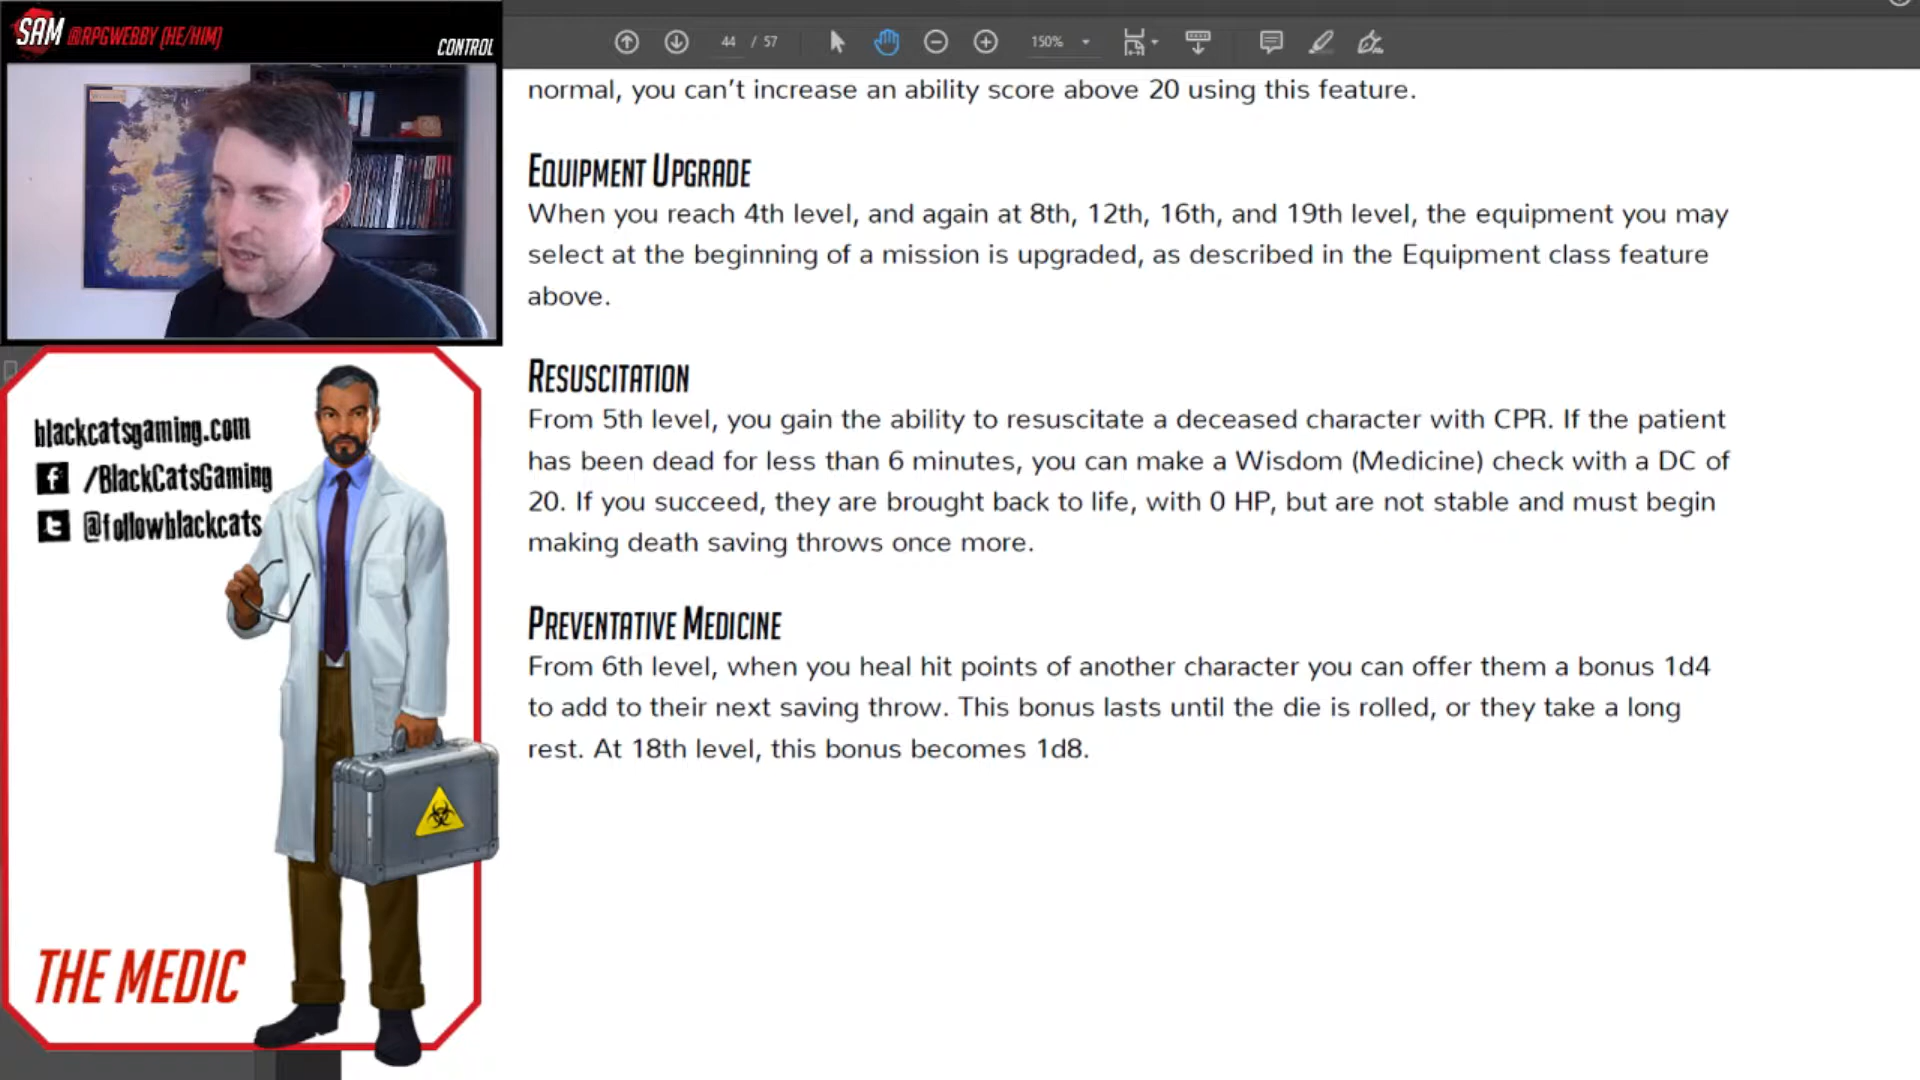 SAM @RPGWEBBY (HE/HIM)
CONTROL
44 / 57
150%
normal, you can't increase an ability score above 20 using this feature.
EQUIPMENT UPGRADE
When you reach 4th level, and again at 8th, 12th, 16th, and 19th level, the equipment you may
select at the beginning of a mission is upgraded, as described in the Equipment class feature
above.
RESUSCITATION
From 5th level, you gain the ability to resuscitate a deceased character with CPR. If the patient
has been dead for less than 6 minutes, you can make a Wisdom (Medicine) check with a DC of
20. If you succeed, they are brought back to life, with 0 HP, but are not stable and must begin
making death saving throws once more.
PREVENTATIVE MEDICINE
From 6th level, when you heal hit points of another character you can offer them a bonus 1d4
to add to their next saving throw. This bonus lasts until the die is rolled, or they take a long
rest. At 18th level, this bonus becomes 1d8.
blackcatsgaming.com
f /BlackCatsGaming
t @followblackcats
THE MEDIC